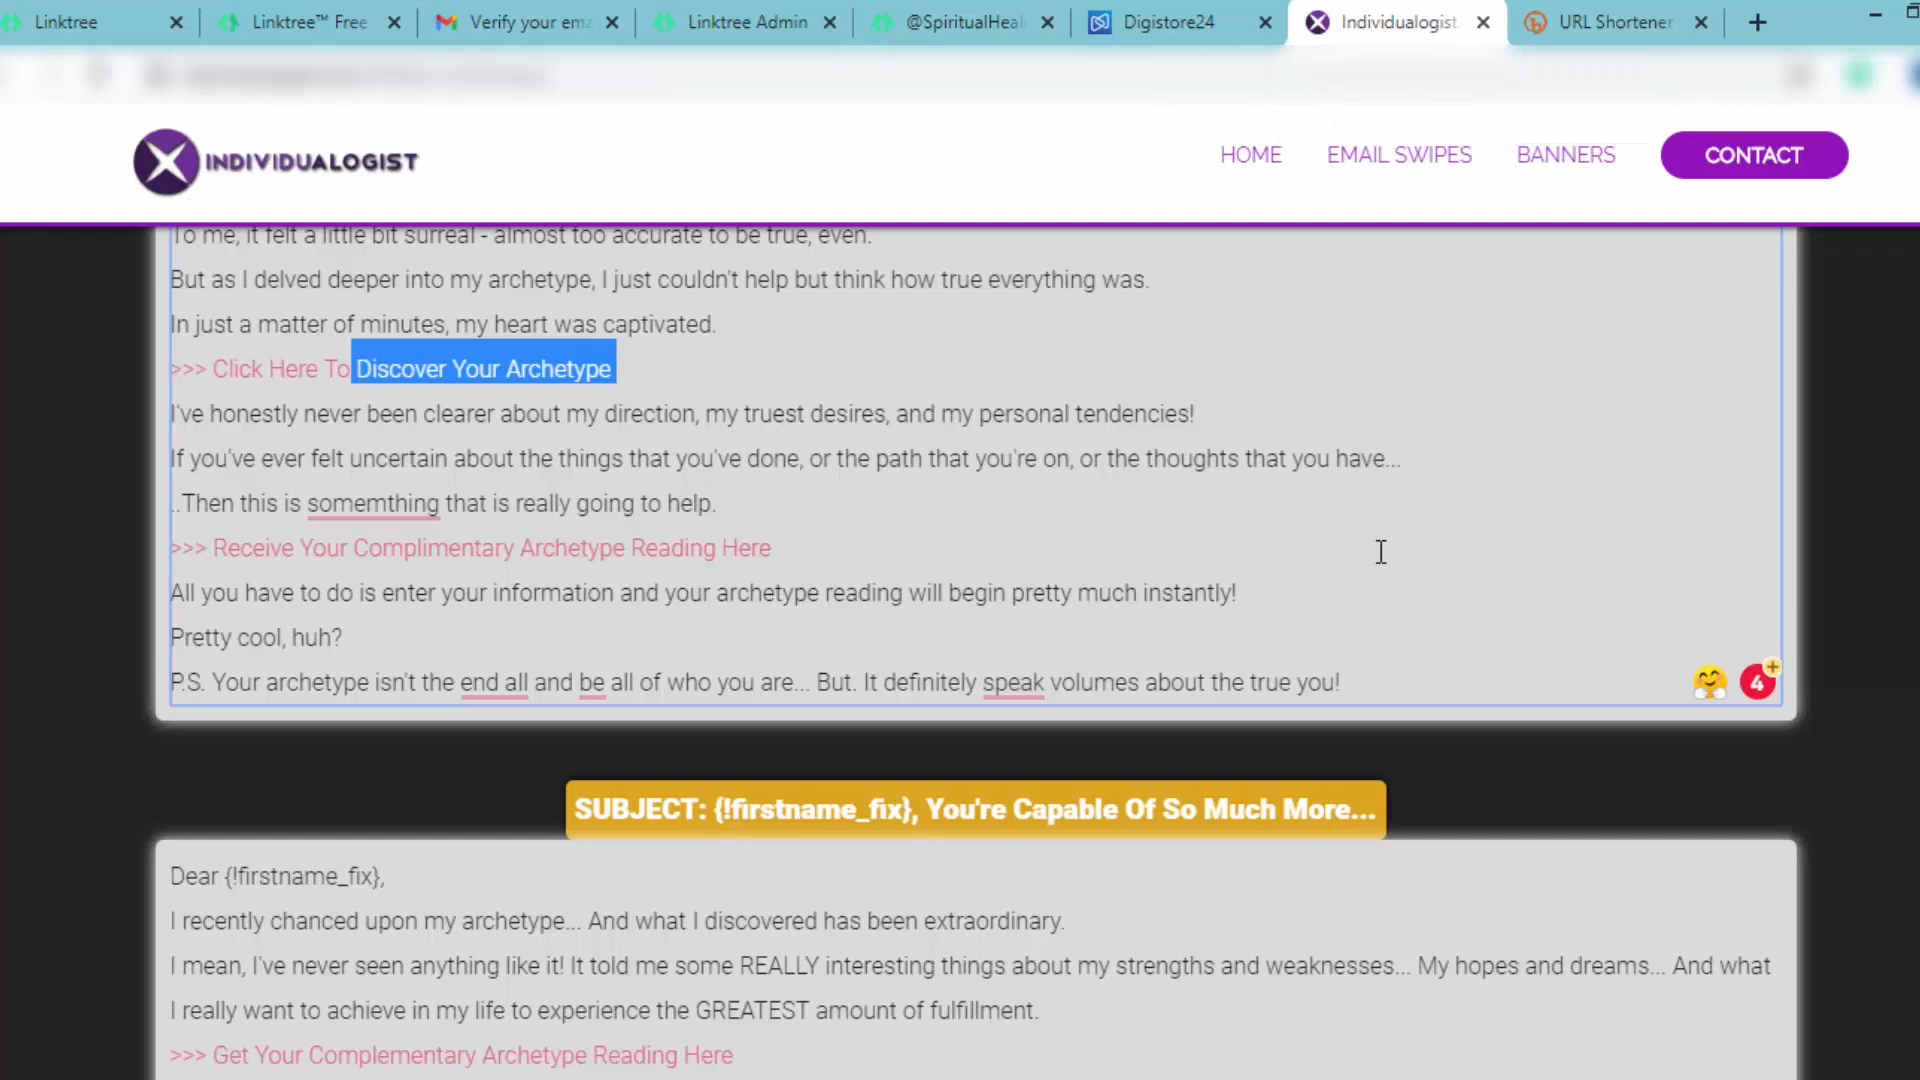 Linktree
Linktree™ Free
Verify your ema
Linktree Admin
@SpiritualHeal
Digistore24
Individualogist
URL Shortener
INDIVIDUALOGIST
HOME
EMAIL SWIPES
BANNERS
CONTACT
To me, it felt a little bit surreal - almost too accurate to be true, even.
But as I delved deeper into my archetype, I just couldn't help but think how true everything was.
In just a matter of minutes, my heart was captivated.
>>> Click Here To Discover Your Archetype
I've honestly never been clearer about my direction, my truest desires, and my personal tendencies!
If you've ever felt uncertain about the things that you've done, or the path that you're on, or the thoughts that you have...
..Then this is somemthing that is really going to help.
>>> Receive Your Complimentary Archetype Reading Here
All you have to do is enter your information and your archetype reading will begin pretty much instantly!
Pretty cool, huh?
P.S. Your archetype isn't the end all and be all of who you are... But. It definitely speak volumes about the true you!
4
SUBJECT: {!firstname_fix}, You're Capable Of So Much More...
Dear {!firstname_fix},
I recently chanced upon my archetype... And what I discovered has been extraordinary.
I mean, I've never seen anything like it! It told me some REALLY interesting things about my strengths and weaknesses... My hopes and dreams... And what
I really want to achieve in my life to experience the GREATEST amount of fulfillment.
>>> Get Your Complementary Archetype Reading Here